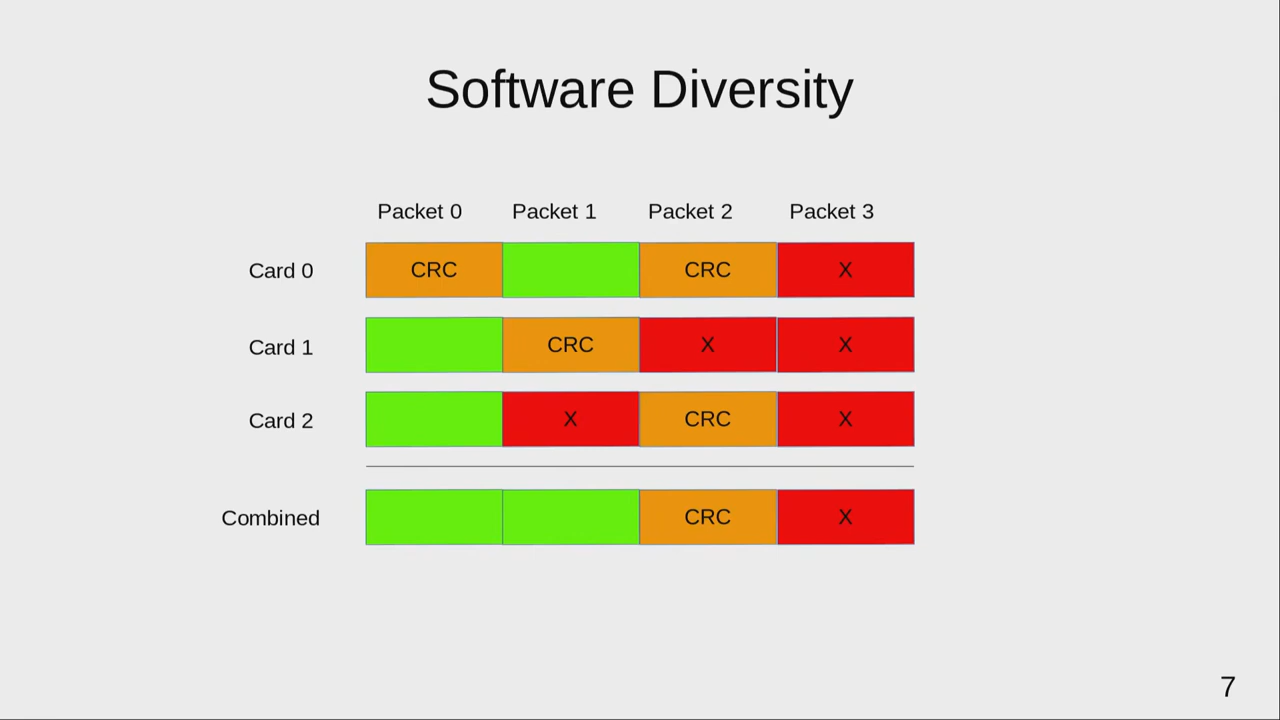 Software Diversity
Packet 0 Packet 1 Packet 2 Packet 3
Card 0 CRC CRC X
Card 1 CRC X X
Card 2 X CRC X
Combined CRC X
7